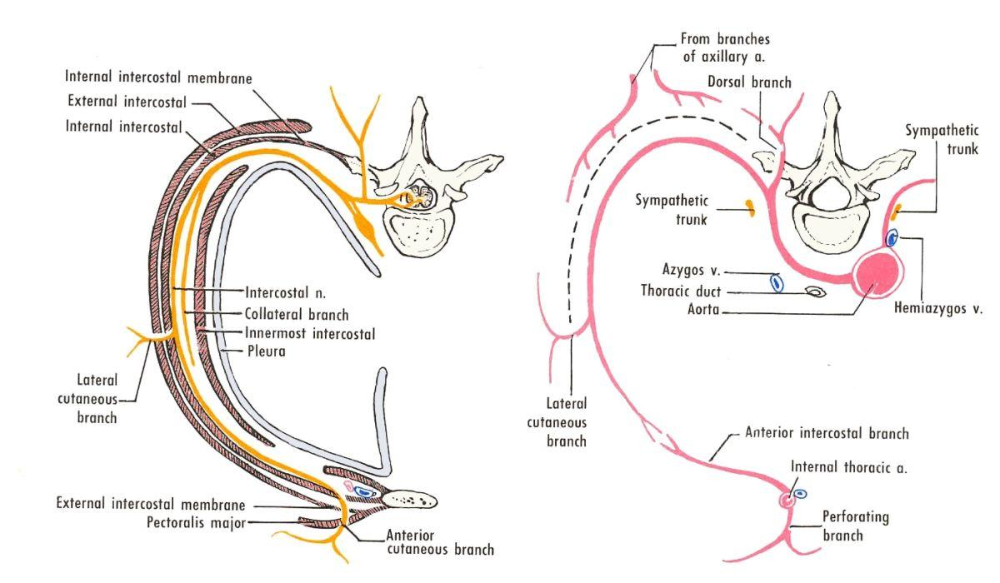 Internal intercostal membrane
External intercostal
Internal intercostal
Intercostal n.
Collateral branch
Innermost intercostal
Pleura
Lateral
cutaneous
branch
External intercostal membrane
Pectoralis major
Anterior
cutaneous branch
From branches
of axillary a.
Dorsal branch
Sympathetic
trunk
Sympathetic
trunk
Azygos v.
Thoracic duct
Aorta
Hemiazygos v.
Lateral
cutaneous
branch
Anterior intercostal branch
Internal thoracic a.
Perforating
branch